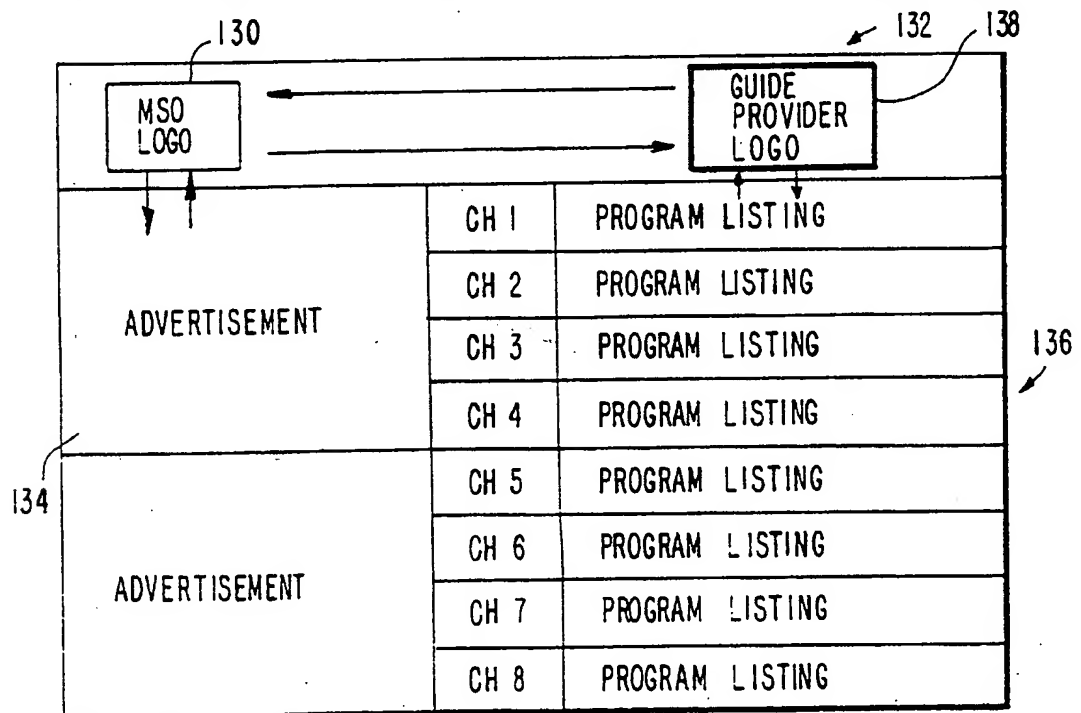 130
132
138
MSO
LOGO
GUIDE
PROVIDER
LOGO
CH 1 PROGRAM LISTING
CH 2 PROGRAM LISTING
ADVERTISEMENT
CH 3 PROGRAM LISTING
136
CH 4 PROGRAM LISTING
134
CH 5 PROGRAM LISTING
CH 6 PROGRAM LISTING
ADVERTISEMENT
CH 7 PROGRAM LISTING
CH 8 PROGRAM LISTING